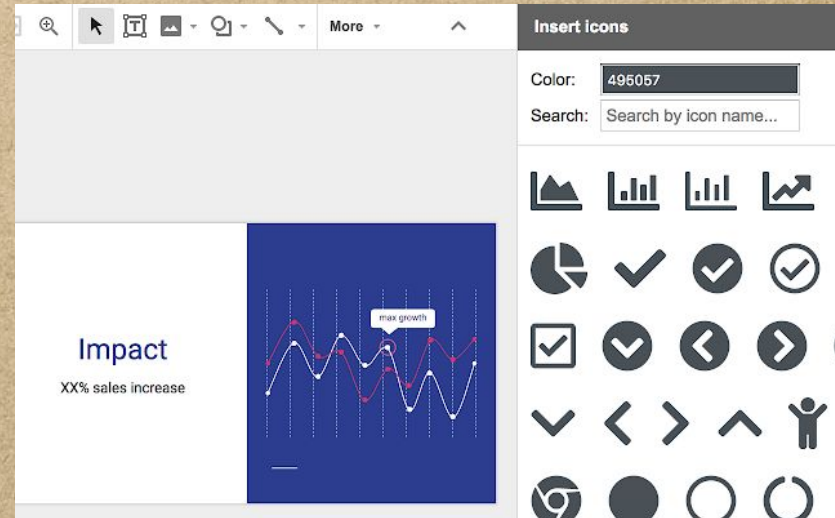 More
Insert icons
Color:
495057
Search:
Search by icon name...
max growth
Impact
XX% sales increase